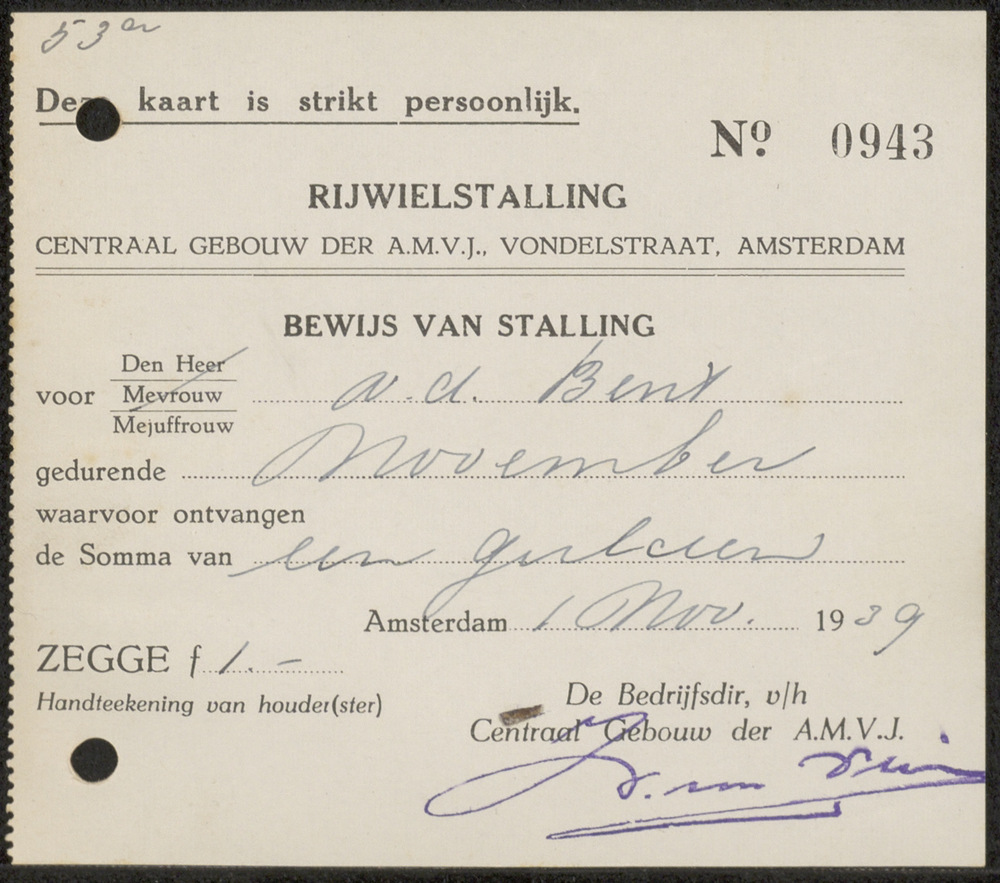 53 a
Deze kaart is strikt persoonlijk.
Nº 0943
RIJWIELSTALLING
CENTRAAL GEBOUW DER A.M.V.J., VONDELSTRAAT, AMSTERDAM
BEWIJS VAN STALLING
Den Heer
voor Mevrouw v.d. Bent
Mejuffrouw
gedurende November
waarvoor ontvangen
de Somma van een gulden
Amsterdam 1 Nov. 1939
ZEGGE f 1.-
Handteekening van houder(ster)
De Bedrijfsdir, v/h
Centraal Gebouw der A.M.V.J.